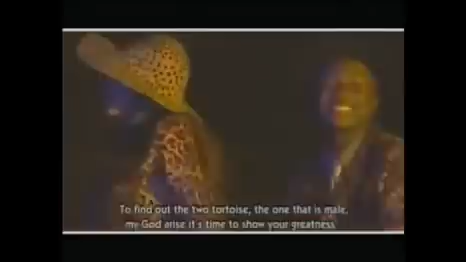 To find out the two tortoise, the one that is male,
my God arise it's time to show your greatness